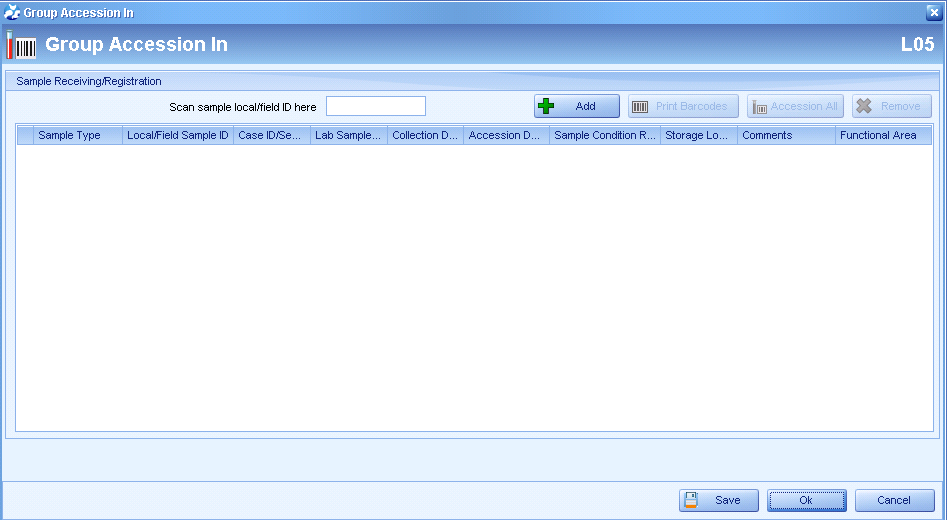 Group Accession In
Group Accession In L05
Sample Receiving/Registration
Scan sample local/field ID here Add Print Barcodes Accession All Remove
Sample Type Local/Field Sample ID Case ID/Se... Lab Sample... Collection D... Accession D... Sample Condition R... Storage Lo... Comments Functional Area
Save Ok Cancel